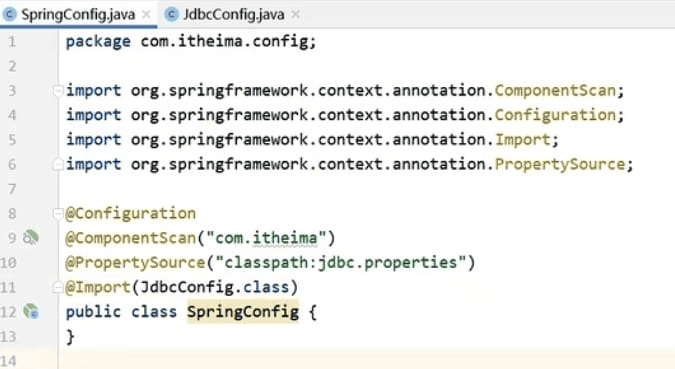 SpringConfig.java × JdbcConfig.java ×
1 package com.itheima.config;
2
3 import org.springframework.context.annotation.ComponentScan;
4 import org.springframework.context.annotation.Configuration;
5 import org.springframework.context.annotation.Import;
6 import org.springframework.context.annotation.PropertySource;
7
8 @Configuration
9 @ComponentScan("com.itheima")
10 @PropertySource("classpath:jdbc.properties")
11 @Import(JdbcConfig.class)
12 public class SpringConfig {
13 }
14